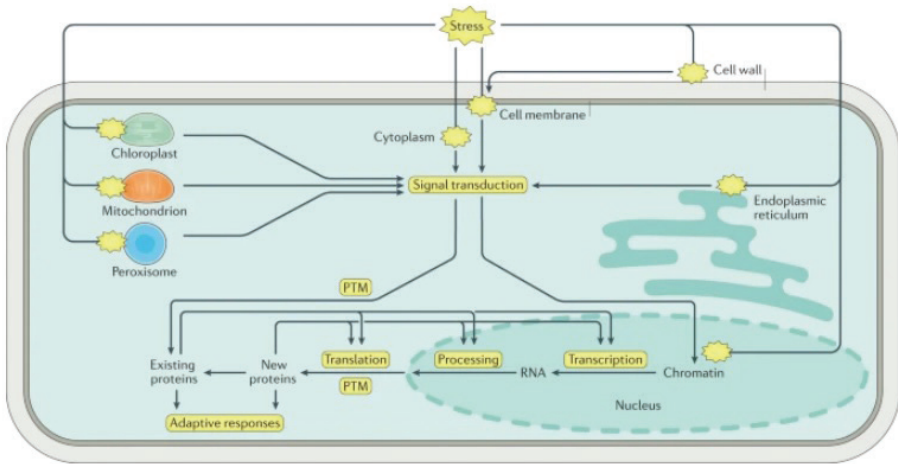 Stress
Cell wall
Cell membrane
Cytoplasm
Chloroplast
Signal transduction
Mitochondrion
Endoplasmic
reticulum
Peroxisome
PTM
Existing
proteins
New
proteins
Translation
PTM
Processing
RNA
Transcription
Chromatin
Nucleus
Adaptive responses